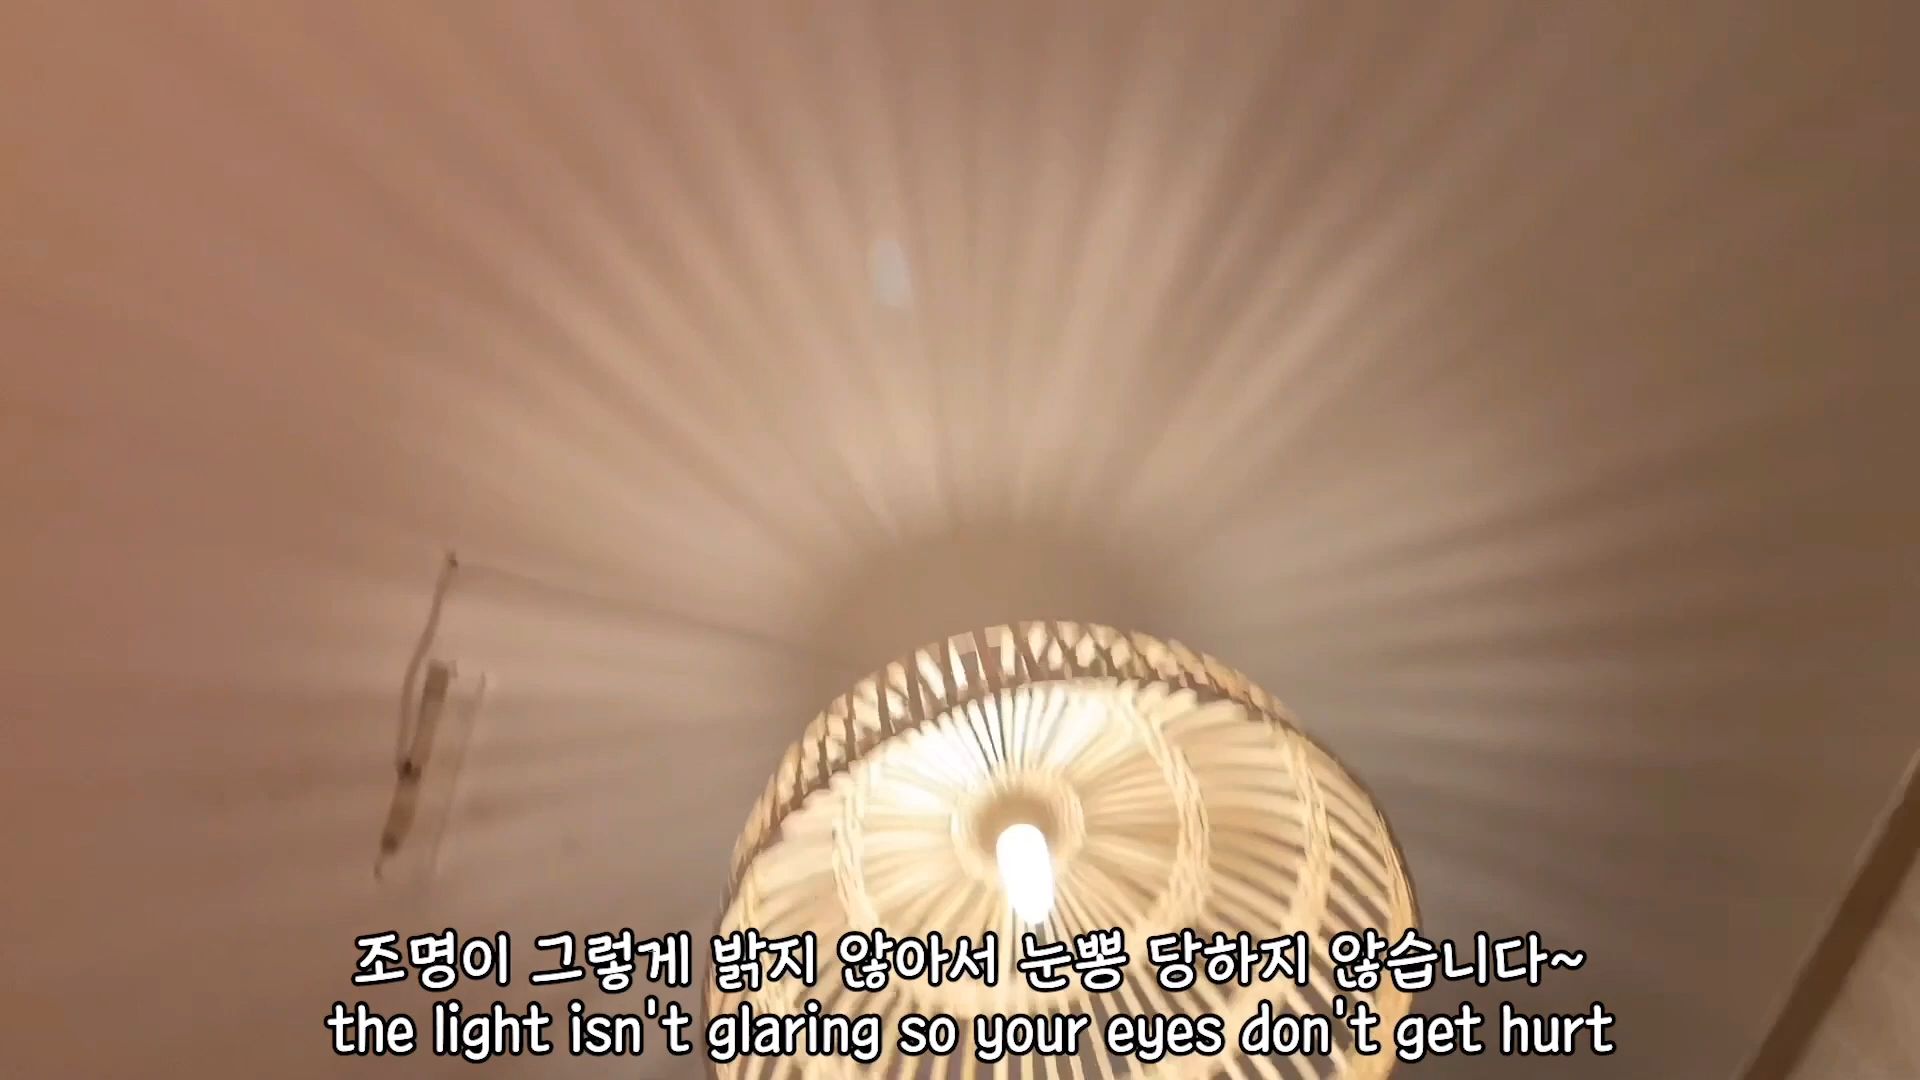 조명이 그렇게 밝지 않아서 눈뽕 당하지 않습니다~
the light isn't glaring so your eyes don't get hurt